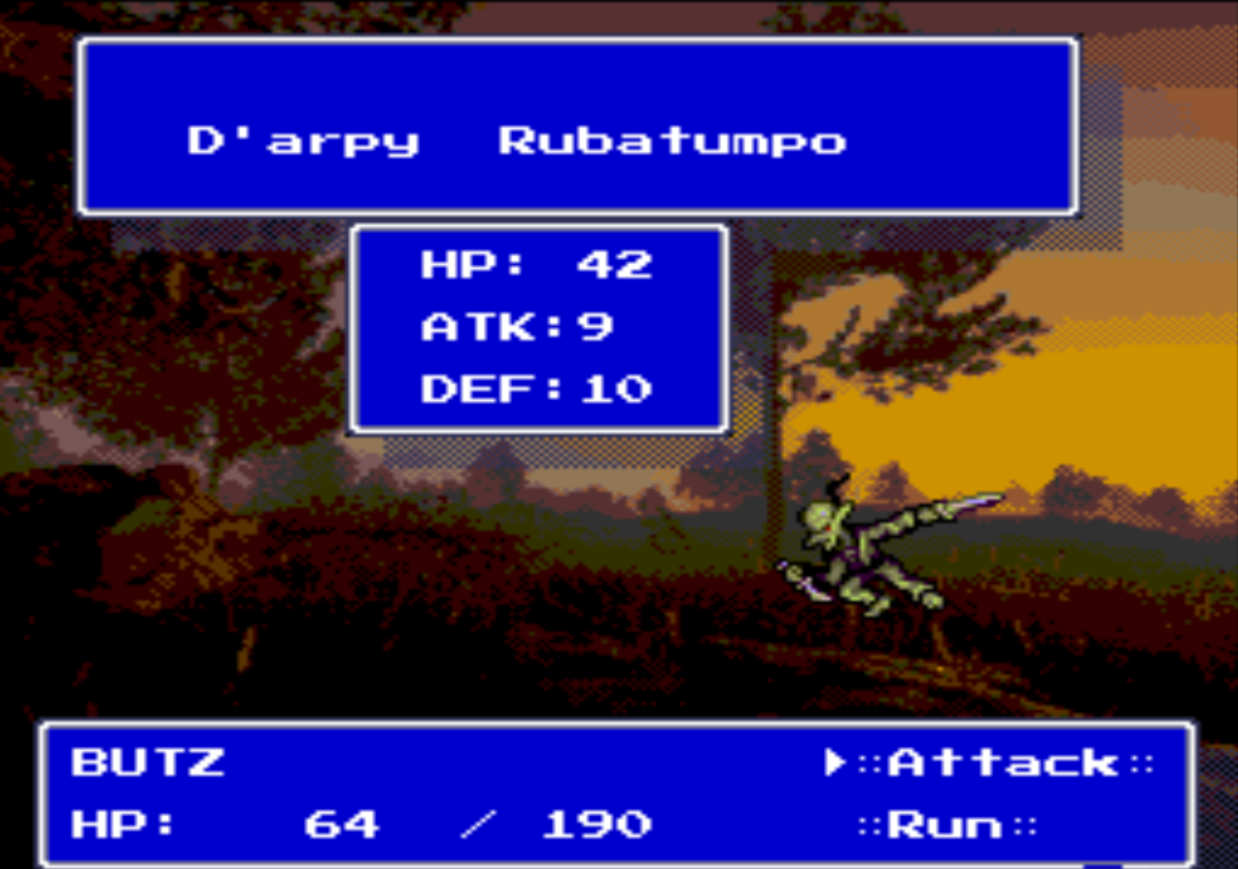 D'arpy Rubatumpo
HP: 42
ATK:9
DEF:10
BUTZ
HP: 64 / 190
▶::Attack::
::Run::